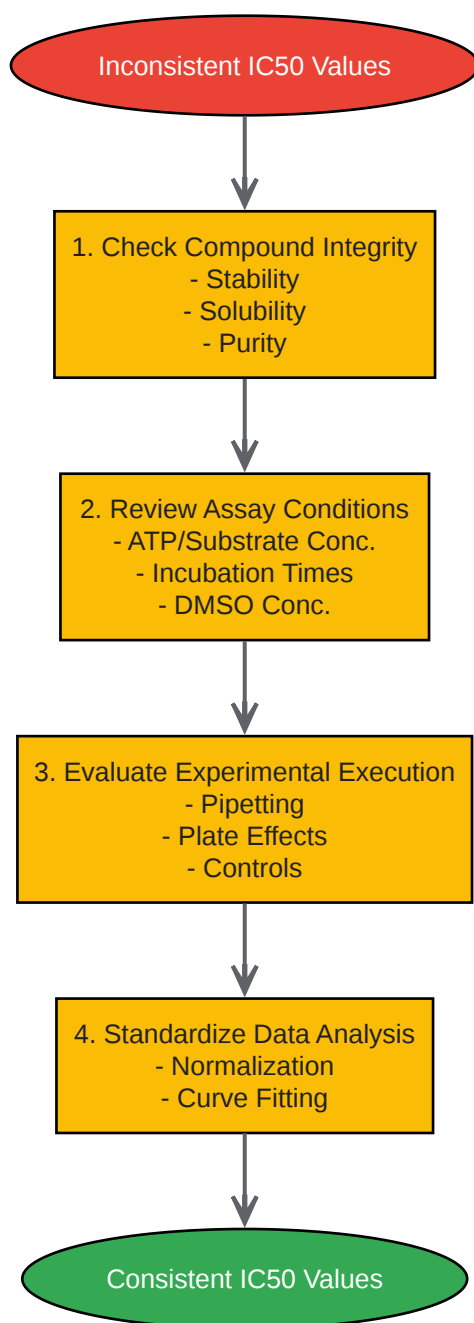 Inconsistent IC50 Values
1. Check Compound Integrity
- Stability
- Solubility
- Purity
2. Review Assay Conditions
- ATP/Substrate Conc.
- Incubation Times
- DMSO Conc.
3. Evaluate Experimental Execution
- Pipetting
- Plate Effects
- Controls
4. Standardize Data Analysis
- Normalization
- Curve Fitting
Consistent IC50 Values